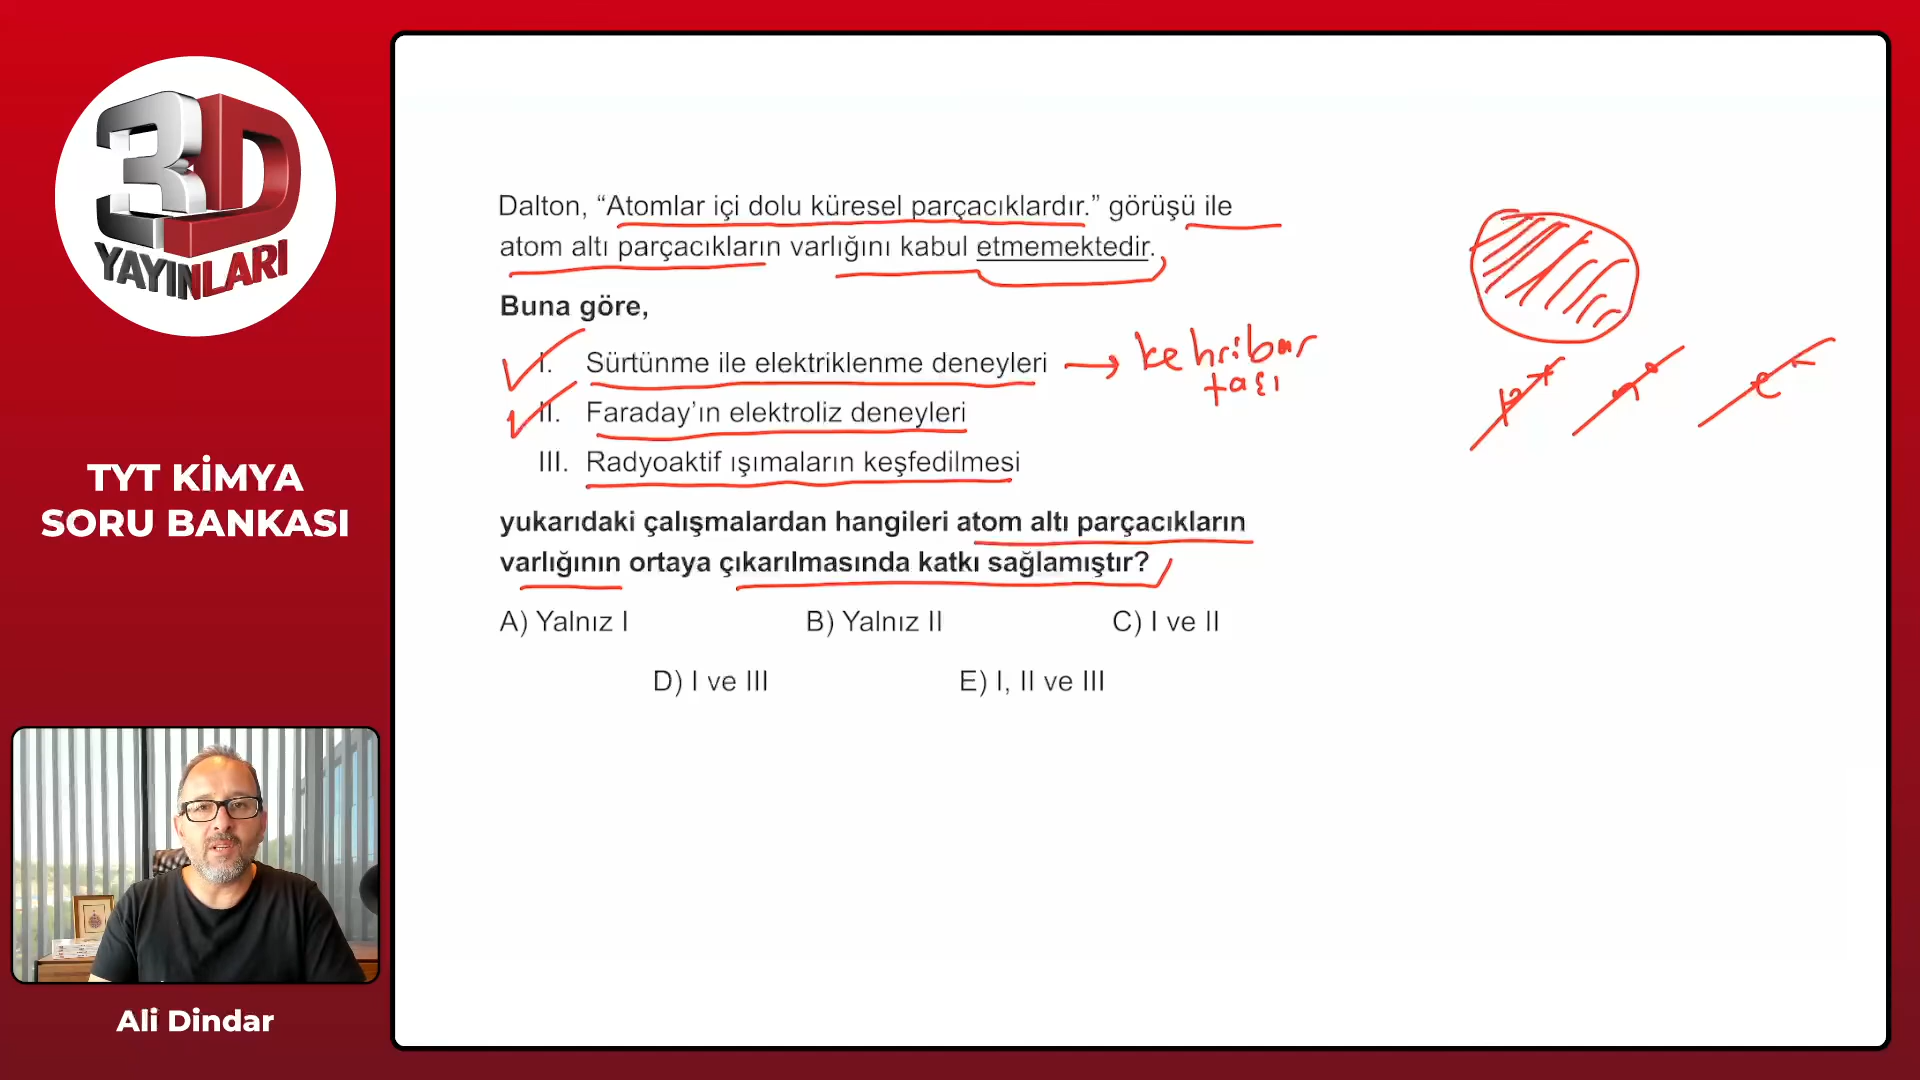 3D
YAYINLARI
TYT KİMYA
SORU BANKASI
Ali Dindar
Dalton, “Atomlar içi dolu küresel parçacıklardır.” görüşü ile
atom altı parçacıkların varlığını kabul etmemektedir.
Buna göre,
I. Sürtünme ile elektriklenme deneyleri → kehribar
taşı
II. Faraday’ın elektroliz deneyleri
III. Radyoaktif ışımaların keşfedilmesi
p+ n° e-
yukarıdaki çalışmalardan hangileri atom altı parçacıkların
varlığının ortaya çıkarılmasında katkı sağlamıştır?
A) Yalnız I B) Yalnız II C) I ve II
D) I ve III E) I, II ve III